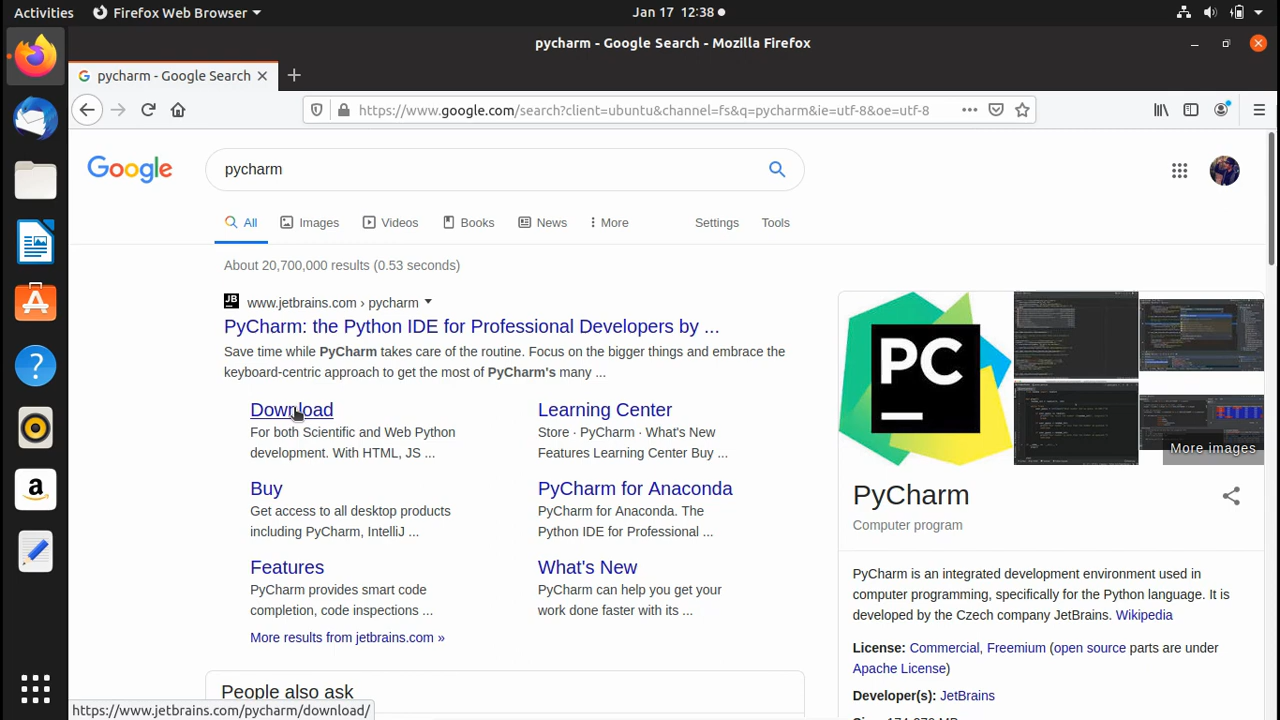 Activities
Firefox Web Browser
Jan 17 12:38
pycharm - Google Search - Mozilla Firefox
pycharm - Google Search
https://www.google.com/search?client=ubuntu&channel=fs&q=pycharm&ie=utf-8&oe=utf-8
Google
pycharm
All
Images
Videos
Books
News
More
Settings
Tools
About 20,700,000 results (0.53 seconds)
JB
www.jetbrains.com › pycharm
PyCharm: the Python IDE for Professional Developers by ...
Save time while PyCharm takes care of the routine. Focus on the bigger things and embrace the
keyboard-centric approach to get the most of PyCharm's many ...
Download
For both Scientific and Web Python
development. With HTML, JS ...
Learning Center
Store · PyCharm · What's New
Features Learning Center Buy ...
Buy
Get access to all desktop products
including PyCharm, IntelliJ ...
PyCharm for Anaconda
PyCharm for Anaconda. The
Python IDE for Professional ...
Features
PyCharm provides smart code
completion, code inspections ...
What's New
PyCharm can help you get your
work done faster with its ...
More results from jetbrains.com »
People also ask
PC
More images
PyCharm
Computer program
PyCharm is an integrated development environment used in
computer programming, specifically for the Python language. It is
developed by the Czech company JetBrains. Wikipedia
License: Commercial, Freemium (open source parts are under
Apache License)
Developer(s): JetBrains
https://www.jetbrains.com/pycharm/download/